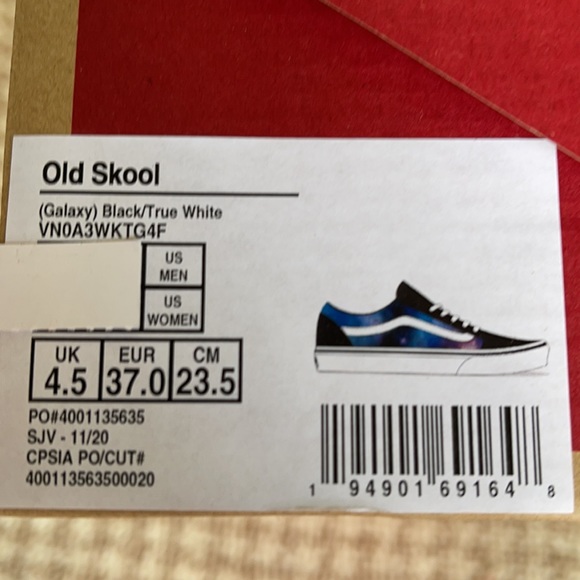 Old Skool
(Galaxy) Black/True White
VN0A3WKTG4F
US MEN
US WOMEN
UK EUR CM
4.5 37.0 23.5
PO#4001135635
SJV - 11/20
CPSIA PO/CUT#
400113563500020
1 94901 69164 8